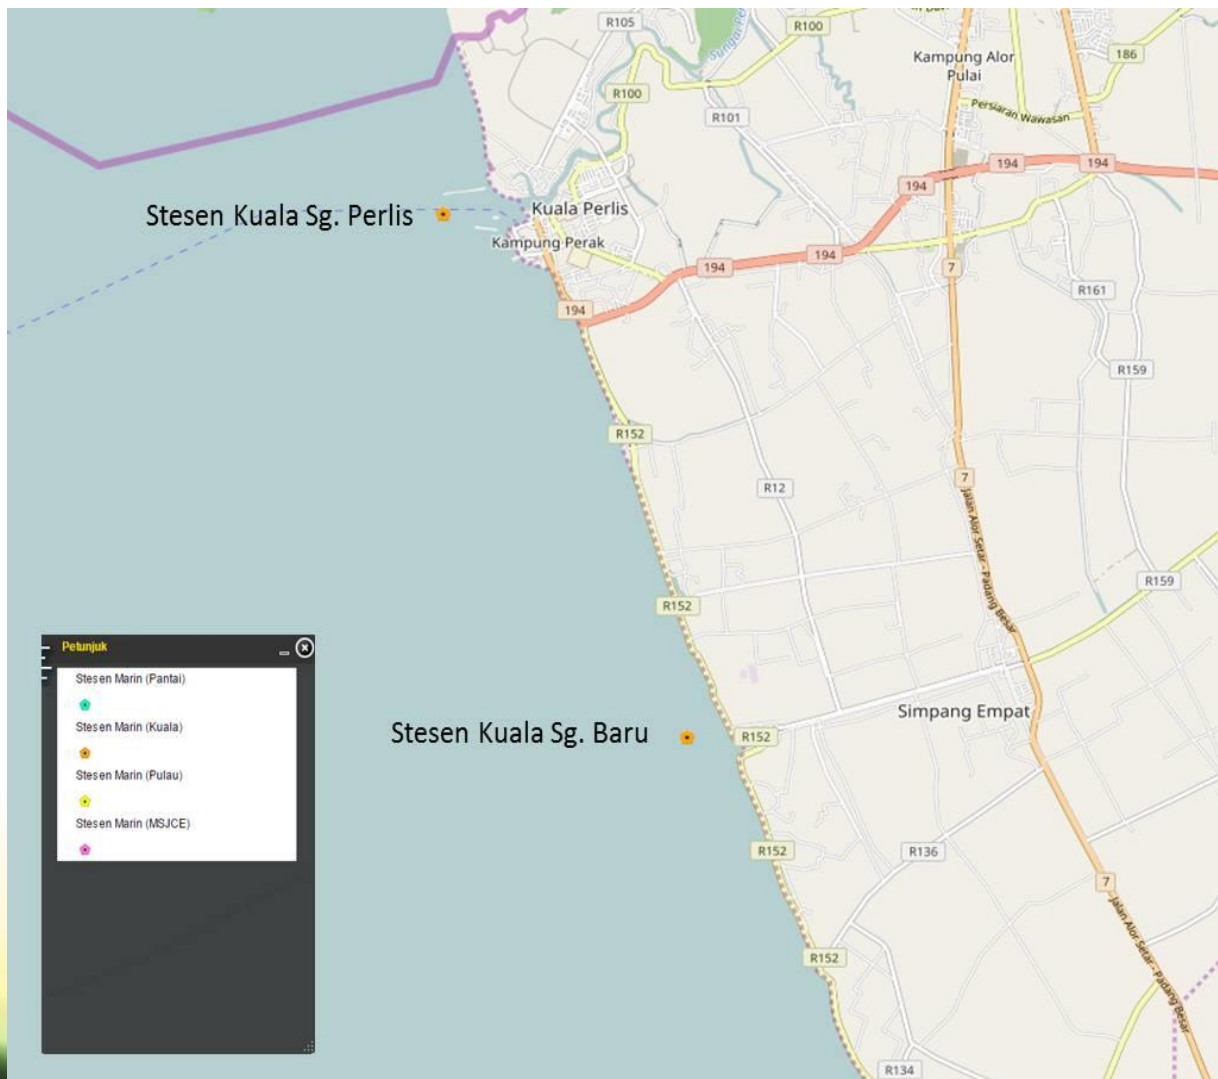 R105
R100
Kampung Alor
Pulai
186
R100
R101
Persiaran Wawasan
194
194
194
Stesen Kuala Sg. Perlis
Kuala Perlis
Kampung Perak
194
194
7
R161
194
R159
R152
7
R12
Jalan Alor Setar - Padang Besar
R159
R152
Petunjuk
Stesen Marin (Pantai)
Stesen Marin (Kuala)
Stesen Marin (Pulau)
Stesen Marin (MSJCE)
Simpang Empat
Stesen Kuala Sg. Baru
R152
R152
R136
7
Jalan Alor Setar - Padang Besar
R152
R134